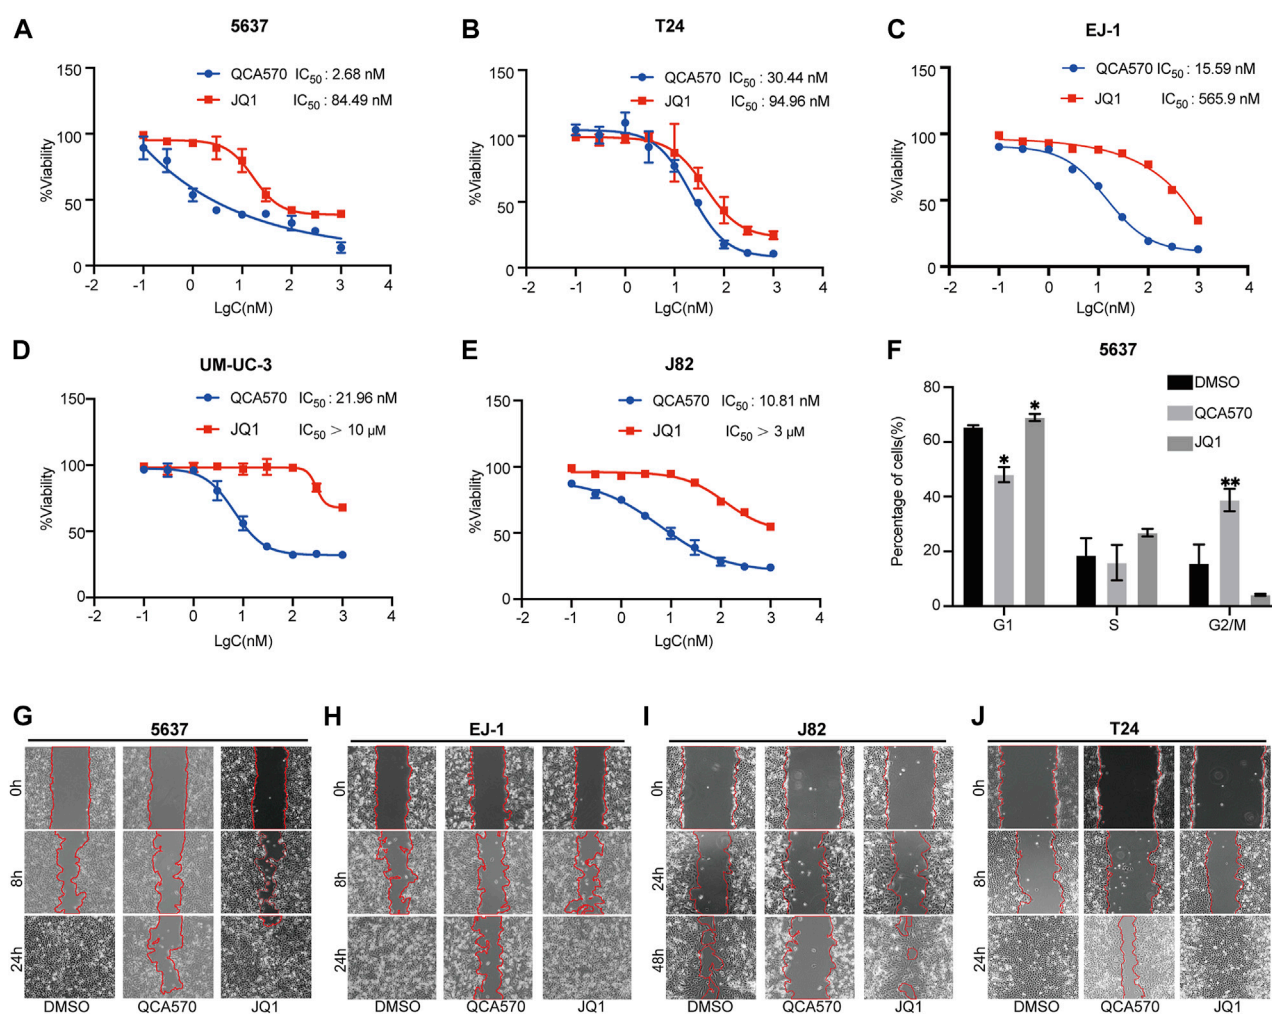 A
5637
QCA570 IC50 : 2.68 nM
JQ1 IC50 : 84.49 nM
%Viability
150
100
50
0
-2 -1 0 1 2 3 4
LgC(nM)
B
T24
QCA570 IC50 : 30.44 nM
JQ1 IC50 : 94.96 nM
%Viability
150
100
50
0
-2 -1 0 1 2 3 4
LgC(nM)
C
EJ-1
QCA570 IC50 : 15.59 nM
JQ1 IC50 : 565.9 nM
%Viability
150
100
50
0
-2 -1 0 1 2 3 4
LgC(nM)
D
UM-UC-3
QCA570 IC50 : 21.96 nM
JQ1 IC50 > 10 μM
%Viability
150
100
50
0
-2 -1 0 1 2 3 4
LgC(nM)
E
J82
QCA570 IC50 : 10.81 nM
JQ1 IC50 > 3 μM
%Viability
150
100
50
0
-2 -1 0 1 2 3 4
LgC(nM)
F
5637
DMSO
QCA570
JQ1
Percentage of cells(%)
80
60
40
20
0
* * **
G1 S G2/M
G
5637
0h
8h
24h
DMSO QCA570 JQ1
H
EJ-1
0h
8h
24h
DMSO QCA570 JQ1
I
J82
0h
24h
48h
DMSO QCA570 JQ1
J
T24
0h
8h
24h
DMSO QCA570 JQ1